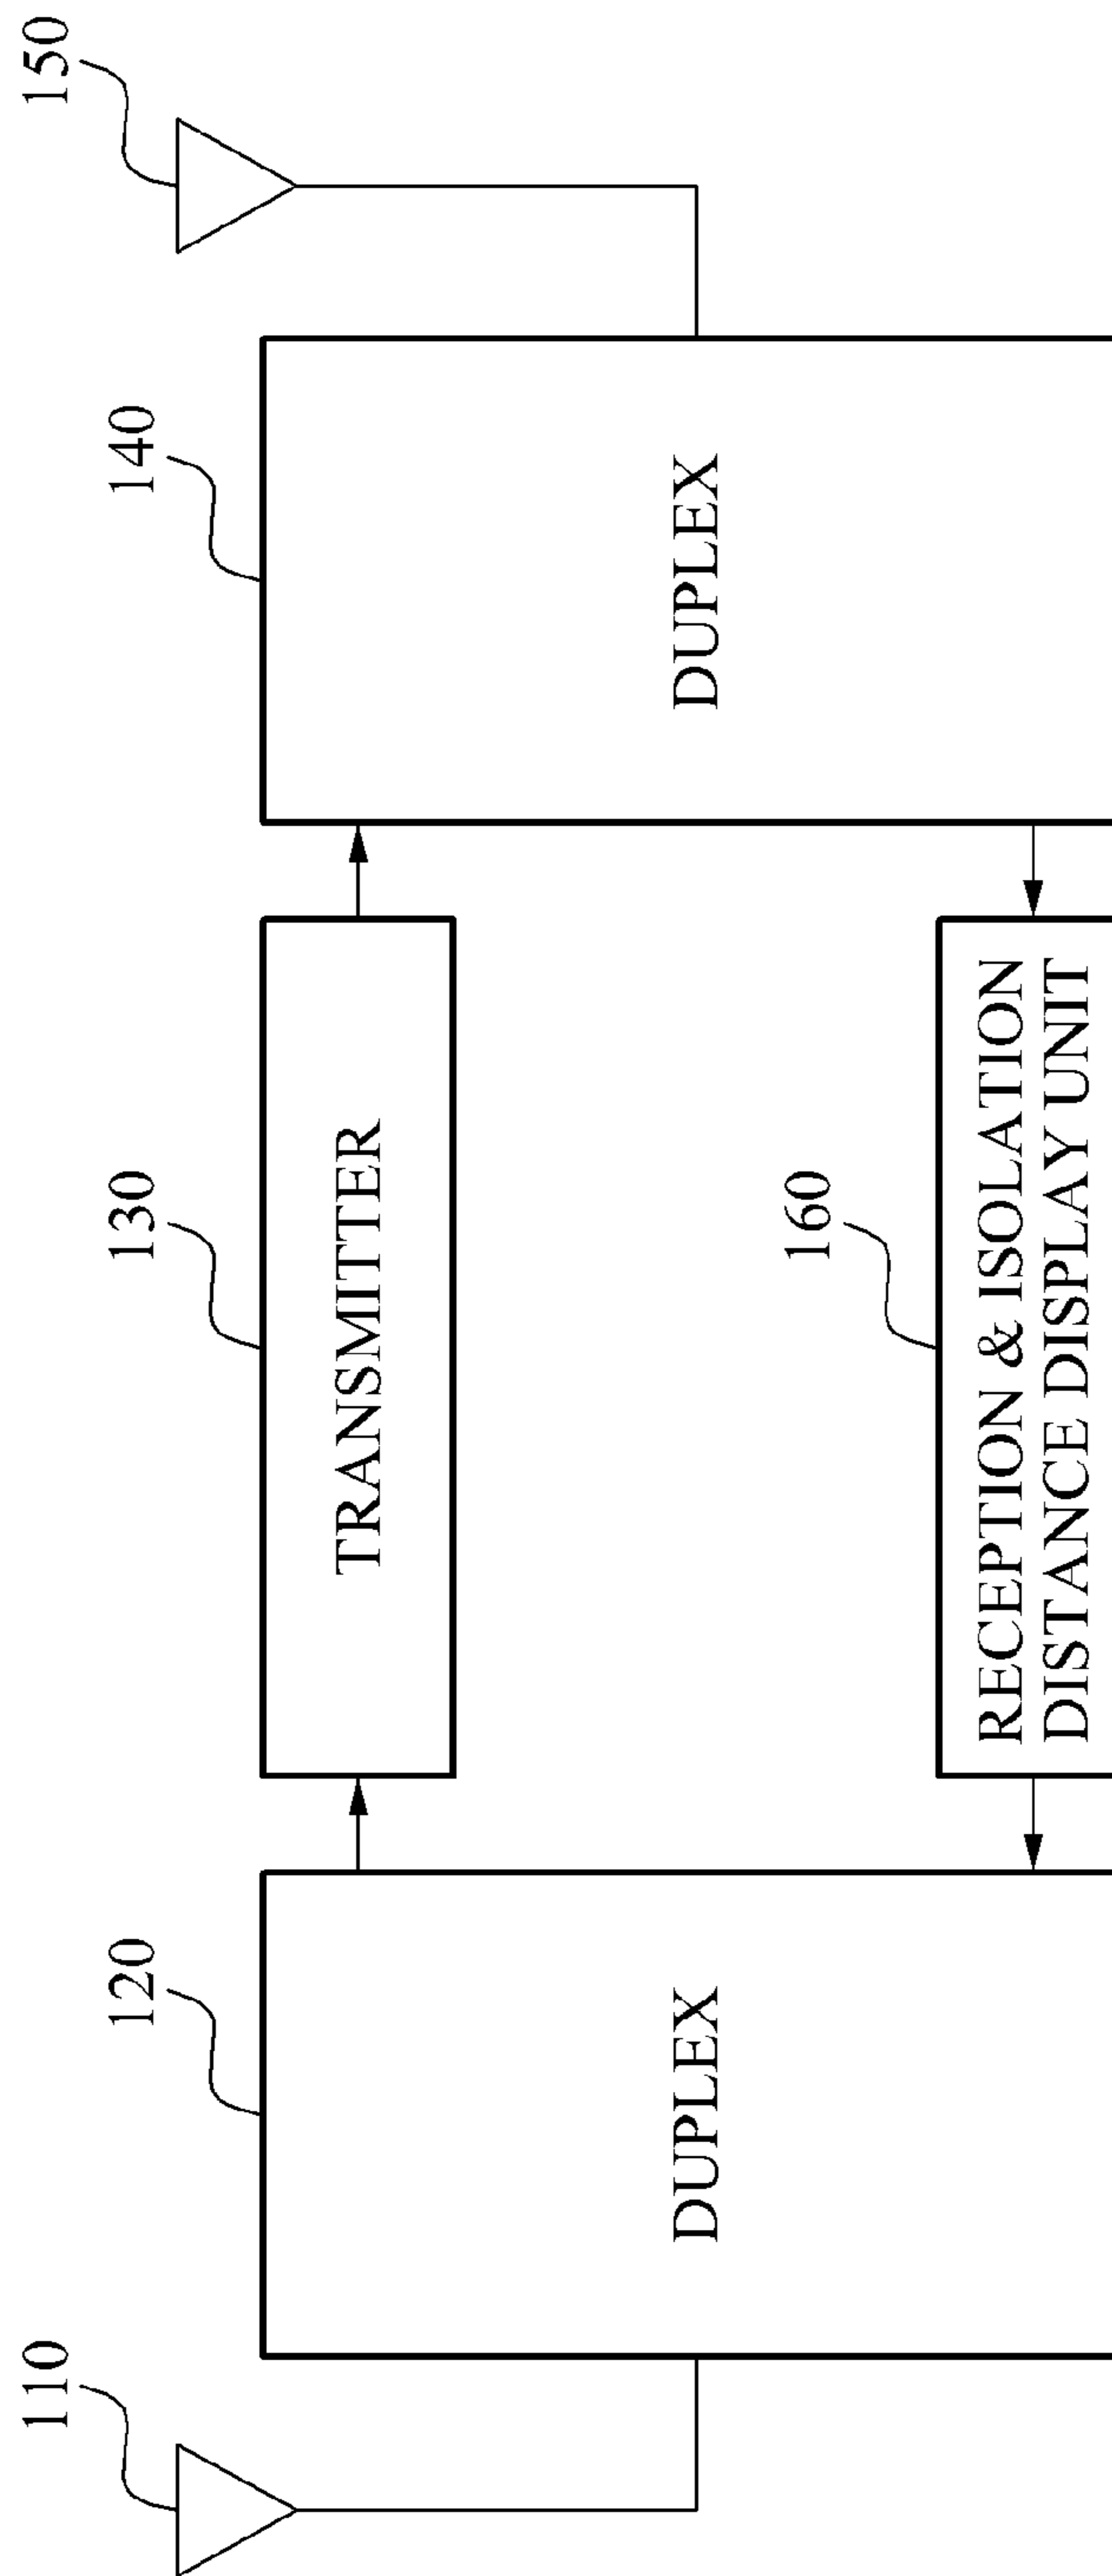 110
120
130
140
150
DUPLEX
TRANSMITTER
DUPLEX
160
RECEPTION & ISOLATION
DISTANCE DISPLAY UNIT